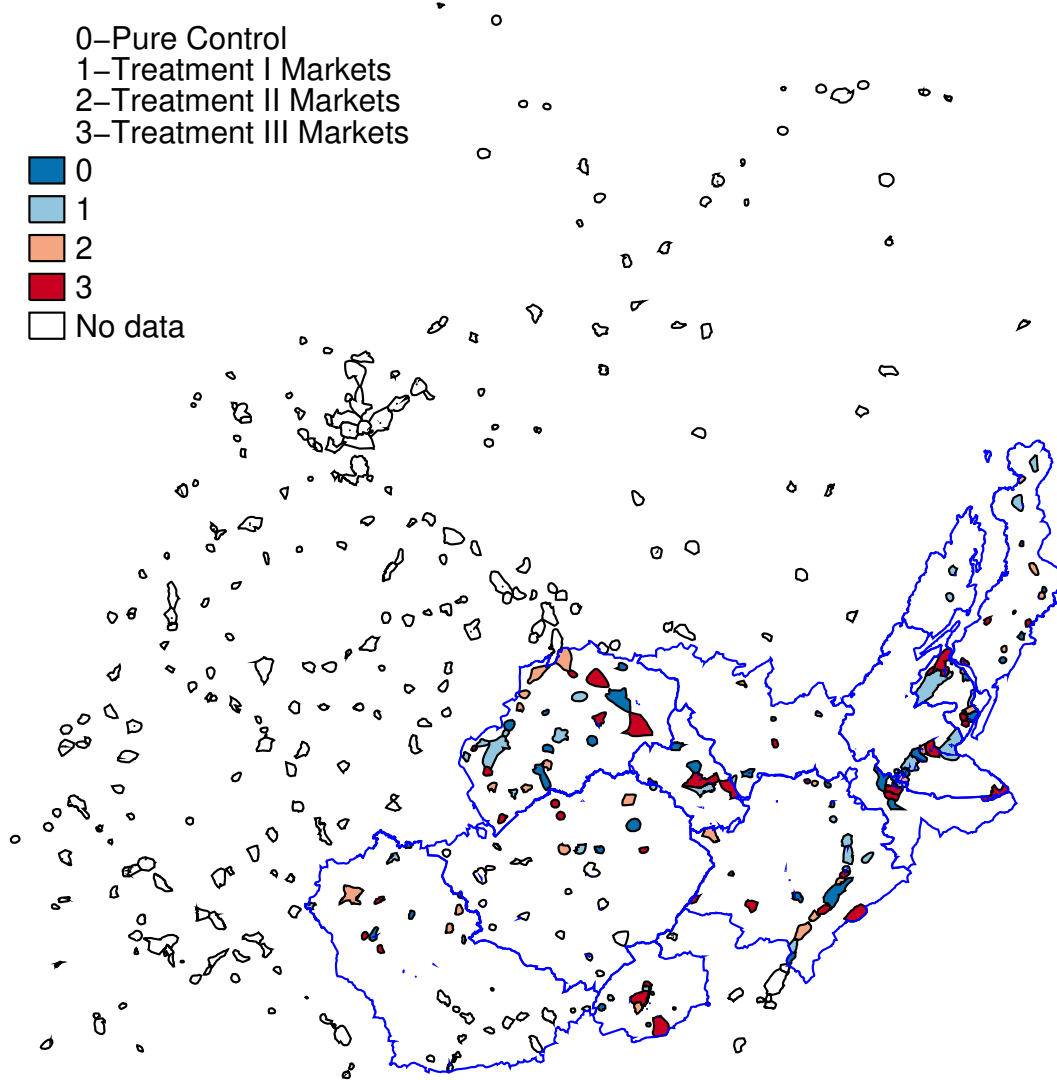 0–Pure Control
1–Treatment I Markets
2–Treatment II Markets
3–Treatment III Markets
0
1
2
3
No data